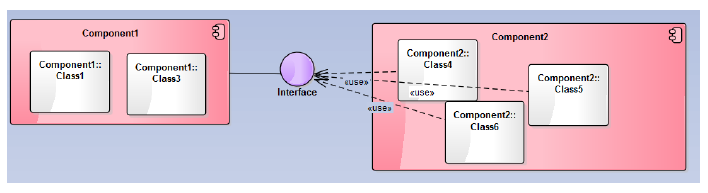 Component1
Component1::
Class1
Component1::
Class3
Interface
«use»
«use»
«use»
Component2
Component2::
Class4
Component2::
Class5
Component2::
Class6